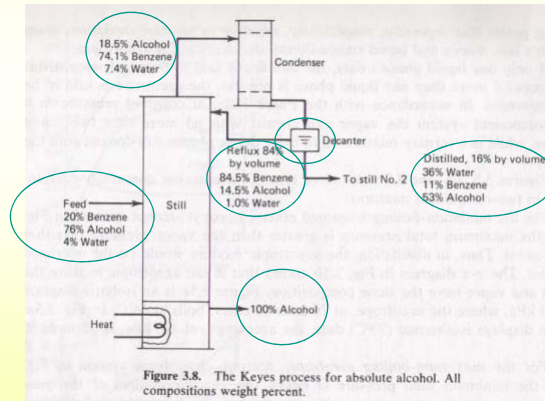 18.5% Alcohol
74.1% Benzene
7.4% Water
Condenser
Decanter
Reflux 84%
by volume
84.5% Benzene
14.5% Alcohol
1.0% Water
To still No. 2
Distilled, 16% by volume
36% Water
11% Benzene
53% Alcohol
Feed
20% Benzene
76% Alcohol
4% Water
Still
100% Alcohol
Heat
Figure 3.8. The Keyes process for absolute alcohol. All
compositions weight percent.